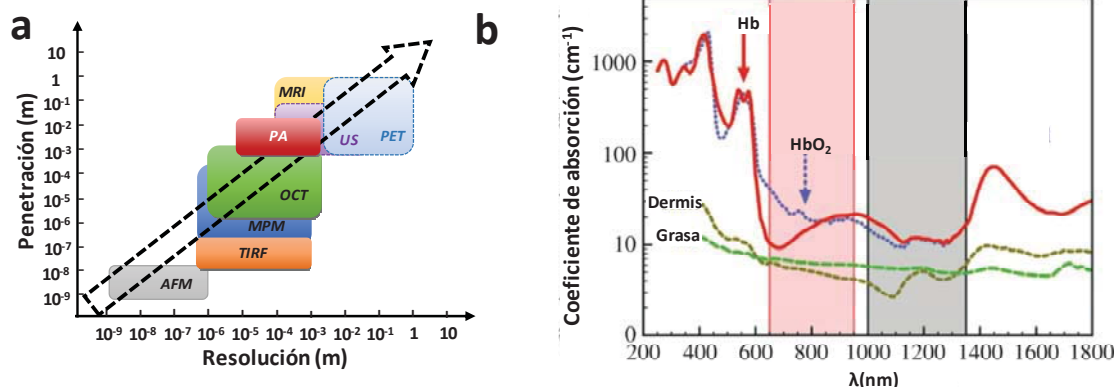 a
Penetración (m)
10
1
10⁻¹
10⁻²
10⁻³
10⁻⁴
10⁻⁵
10⁻⁶
10⁻⁷
10⁻⁸
10⁻⁹
MRI
PA
US
PET
OCT
MPM
TIRF
AFM
10⁻⁹ 10⁻⁸ 10⁻⁷ 10⁻⁶ 10⁻⁵ 10⁻⁴ 10⁻³ 10⁻² 10⁻¹ 1 10
Resolución (m)
b
Coeficiente de absorción (cm⁻¹)
1000
100
10
0
Hb
HbO₂
Dermis
Grasa
200 400 600 800 1000 1200 1400 1600 1800
λ(nm)